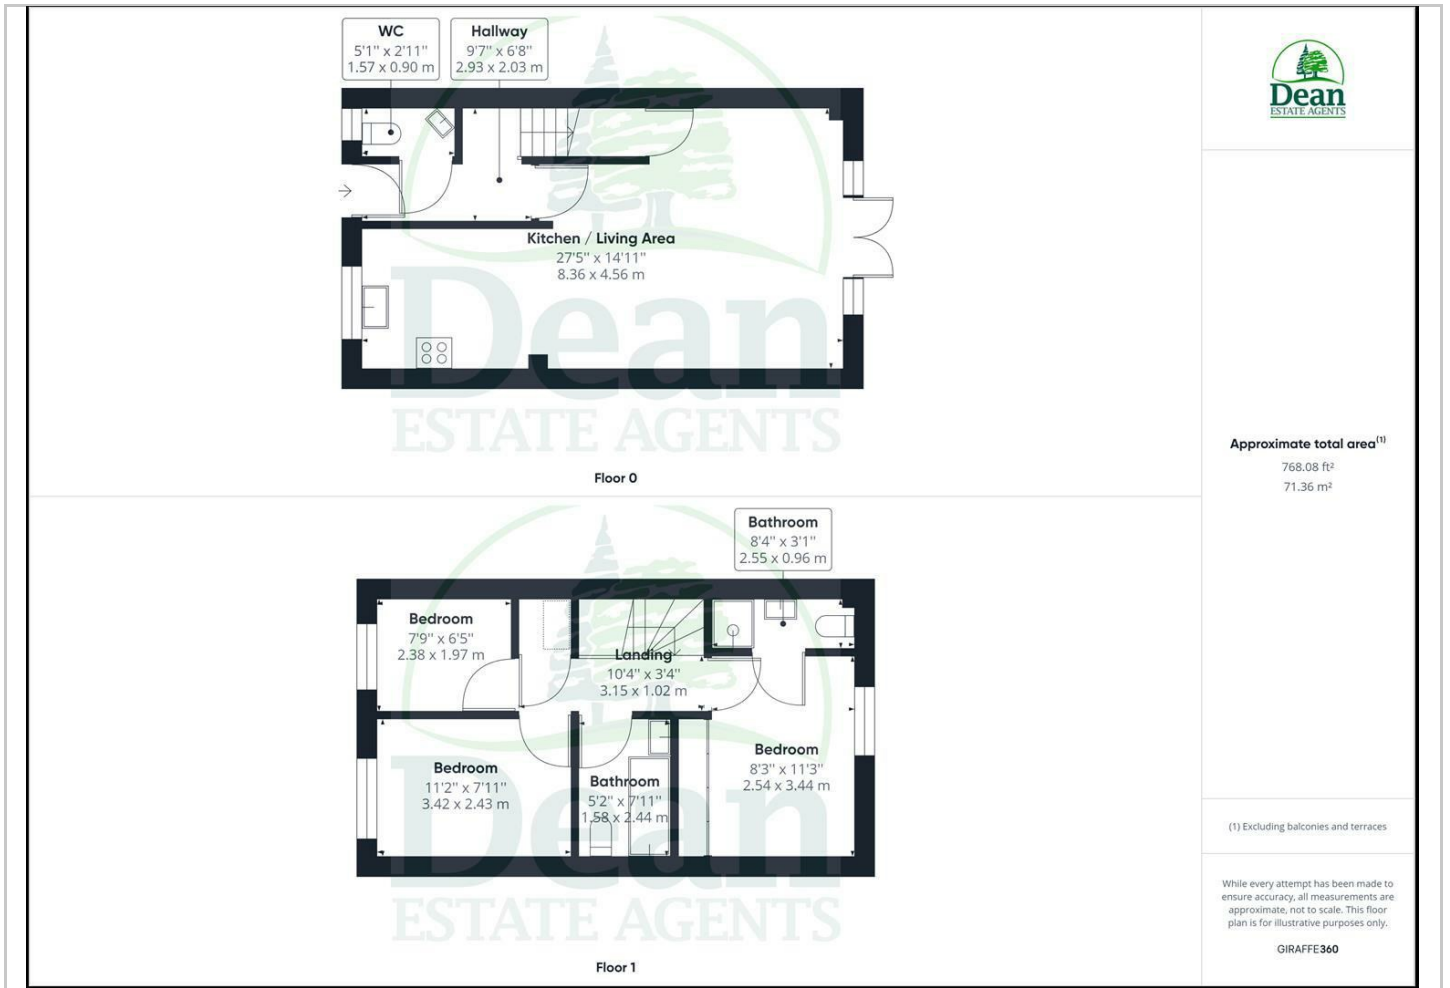 WC
5'1" x 2'11"
1.57 x 0.90 m
Hallway
9'7" x 6'8"
2.93 x 2.03 m
Kitchen / Living Area
27'5" x 14'11"
8.36 x 4.56 m
Dean
ESTATE AGENTS
Floor 0
Bathroom
8'4" x 3'1"
2.55 x 0.96 m
Bedroom
7'9" x 6'5"
2.38 x 1.97 m
Landing
10'4" x 3'4"
3.15 x 1.02 m
Bedroom
11'2" x 7'11"
3.42 x 2.43 m
Bathroom
5'2" x 7'11"
1.58 x 2.44 m
Bedroom
8'3" x 11'3"
2.54 x 3.44 m
Dean
ESTATE AGENTS
Floor 1
Dean
ESTATE AGENTS
Approximate total area(1)
768.08 ft²
71.36 m²
(1) Excluding balconies and terraces
While every attempt has been made to
ensure accuracy, all measurements are
approximate, not to scale. This floor
plan is for illustrative purposes only.
GIRAFFE360